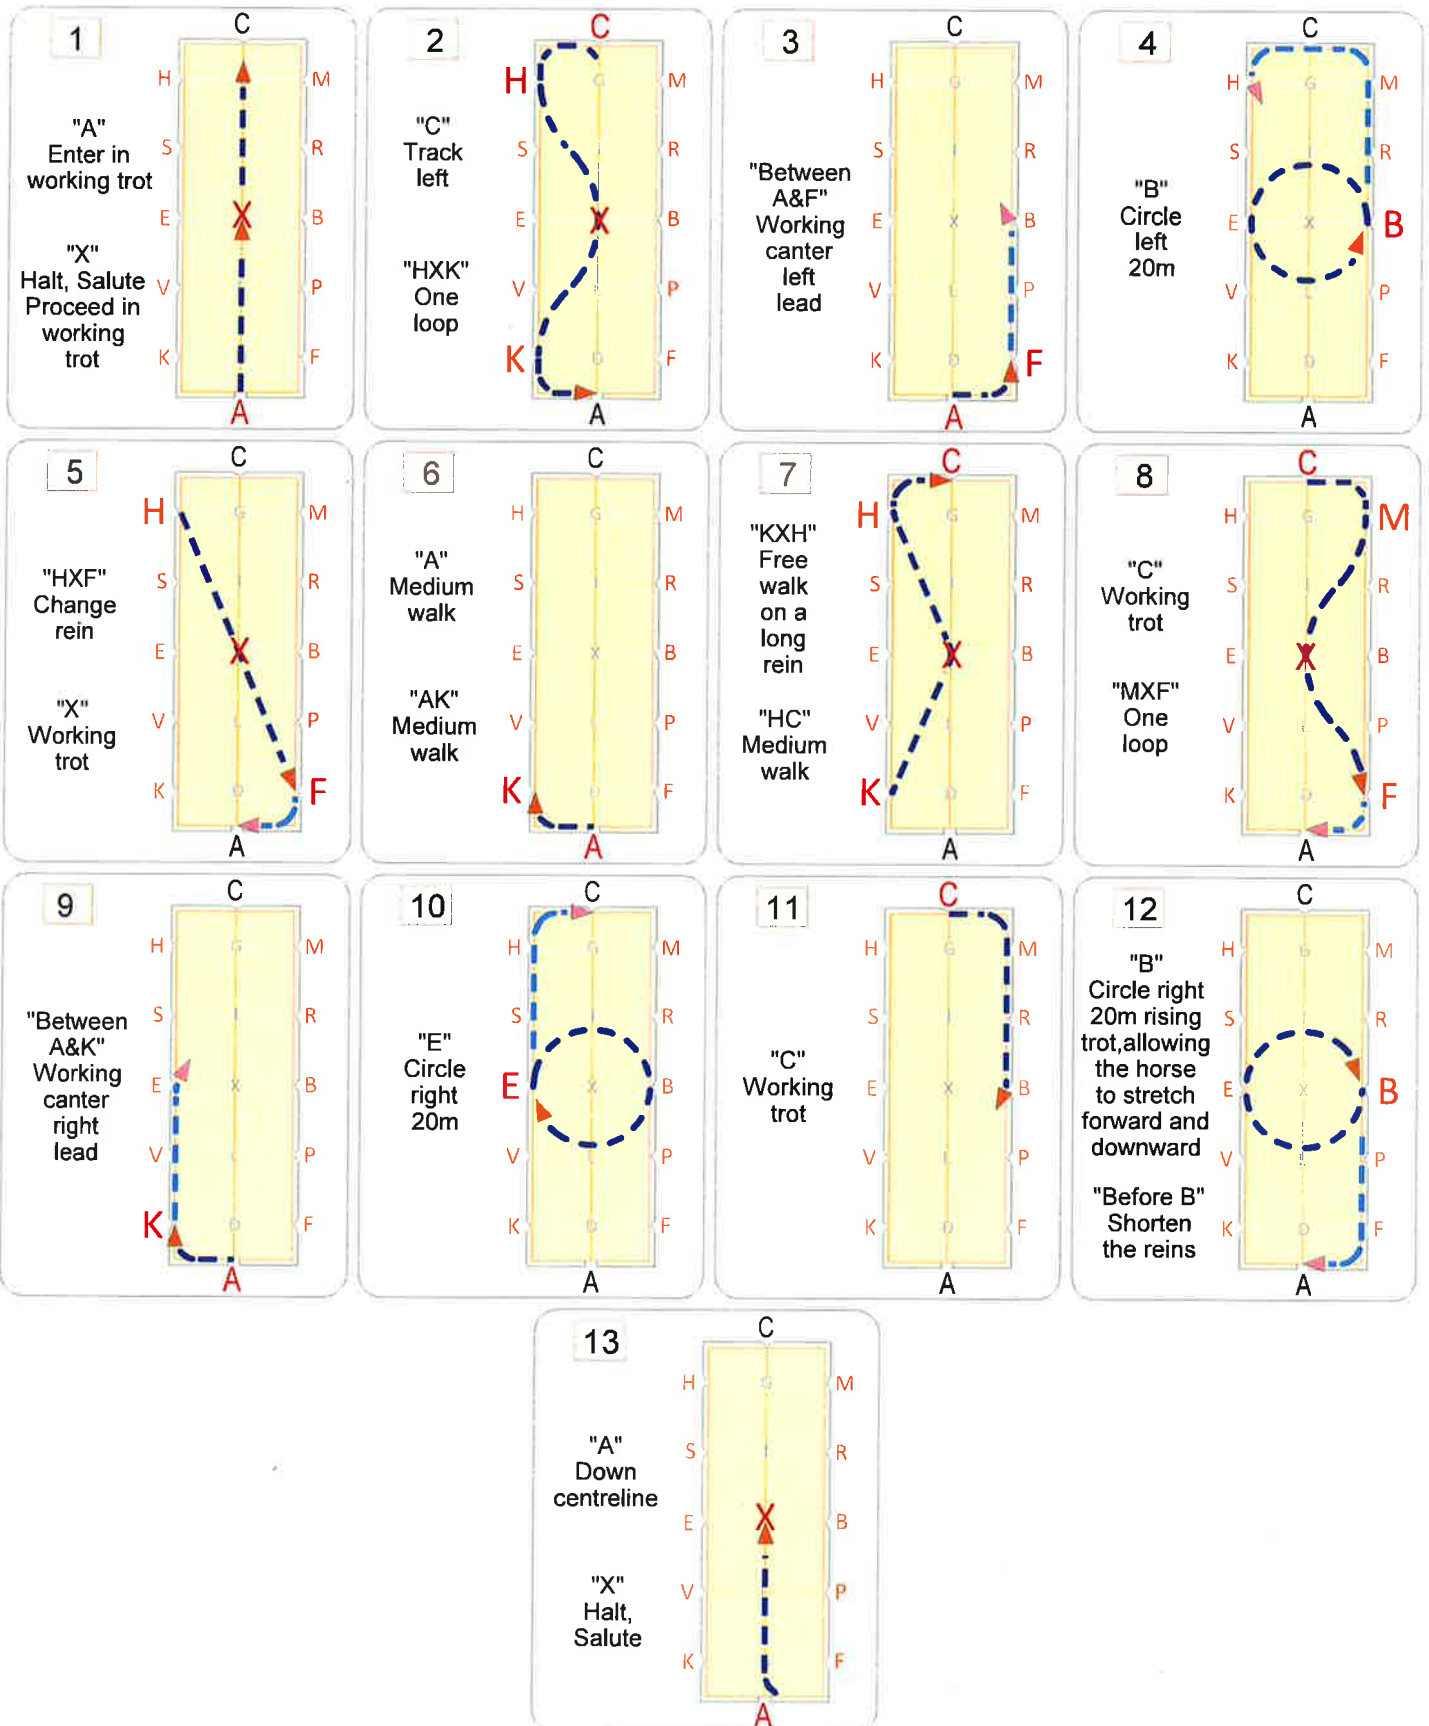 1
"A"
Enter in
working trot
"X"
Halt, Salute
Proceed in
working
trot
C
H M
S R
E X B
V P
K F
A
2
"C"
Track
left
"HXK"
One
loop
C
H G M
S R
E X B
V P
K D F
A
3
"Between
A&F"
Working
canter
left
lead
C
H G M
S I R
E X B
V L P
K D F
A
4
"B"
Circle
left
20m
C
H G M
S R
E X B
V L P
K D F
A
5
"HXF"
Change
rein
"X"
Working
trot
C
H G M
S I R
E X B
V L P
K D F
A
6
"A"
Medium
walk
"AK"
Medium
walk
C
H G M
S I R
E X B
V L P
K D F
A
7
"KXH"
Free
walk
on a
long
rein
"HC"
Medium
walk
C
H G M
S I R
E X B
V L P
K D F
A
8
"C"
Working
trot
"MXF"
One
loop
C
H G M
S I R
E X B
V L P
K D F
A
9
"Between
A&K"
Working
canter
right
lead
C
H G M
S I R
E X B
V L P
K D F
A
10
"E"
Circle
right
20m
C
H G M
S I R
E X B
V L P
K D F
A
11
"C"
Working
trot
C
H G M
S I R
E X B
V L P
K D F
A
12
"B"
Circle right
20m rising
trot,allowing
the horse
to stretch
forward and
downward
"Before B"
Shorten
the reins
C
H G M
S I R
E X B
V L P
K D F
A
13
"A"
Down
centreline
"X"
Halt,
Salute
C
H G M
S I R
E X B
V P
K F
A